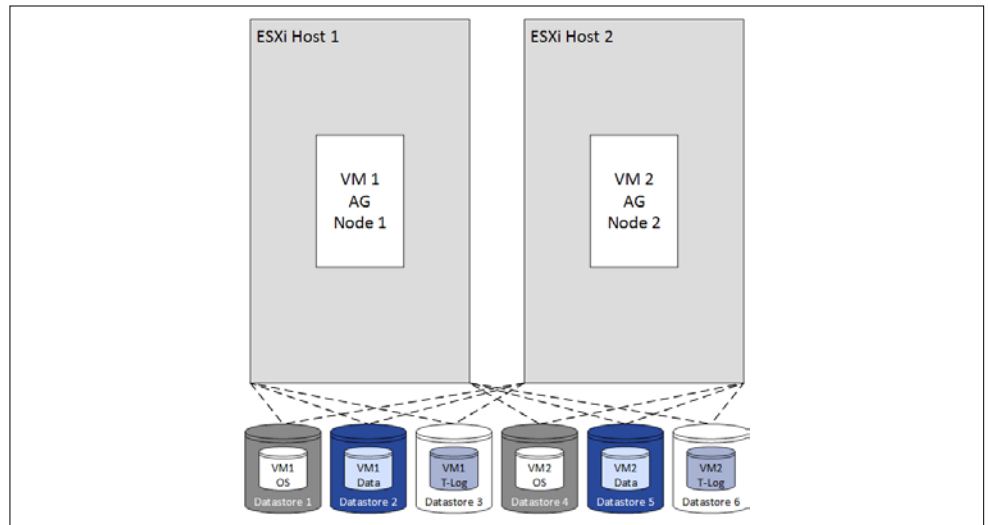 ESXi Host 1
ESXi Host 2
VM 1
AG
Node 1
VM 2
AG
Node 2
VM1
OS
Datastore 1
VM1
Data
Datastore 2
VM1
T-Log
Datastore 3
VM2
OS
Datastore 4
VM2
Data
Datastore 5
VM2
T-Log
Datastore 6